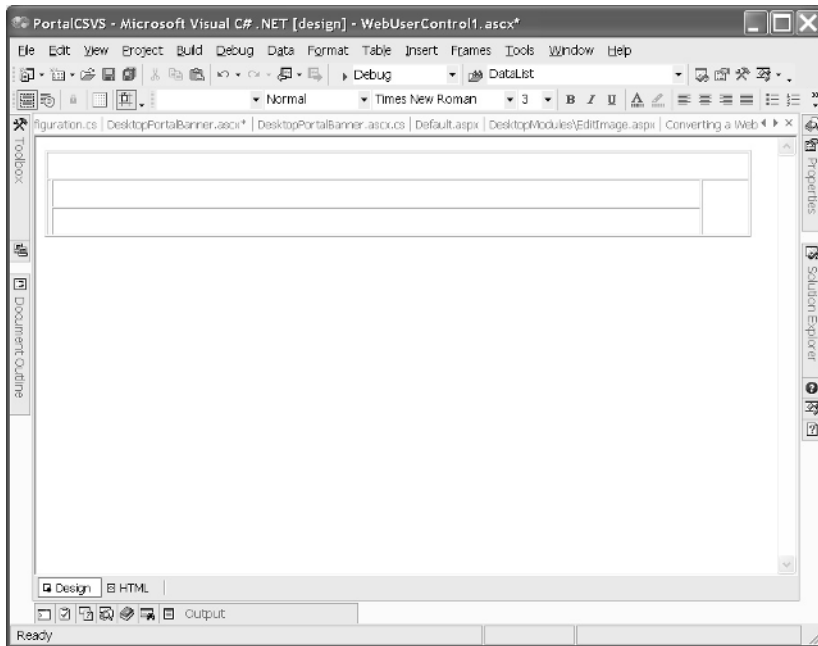 PortalCSVS - Microsoft Visual C# .NET [design] - WebUserControl1.ascx*
File Edit View Project Build Debug Data Format Table Insert Frames Tools Window Help
Debug DataList
Normal Times New Roman 3 B I U A
figuration.cs DesktopPortalBanner.ascx* DesktopPortalBanner.ascx.cs Default.aspx DesktopModules\EditImage.aspx Converting a Web
Toolbox
Document Outline
Properties
Solution Explorer
Design HTML
Output
Ready